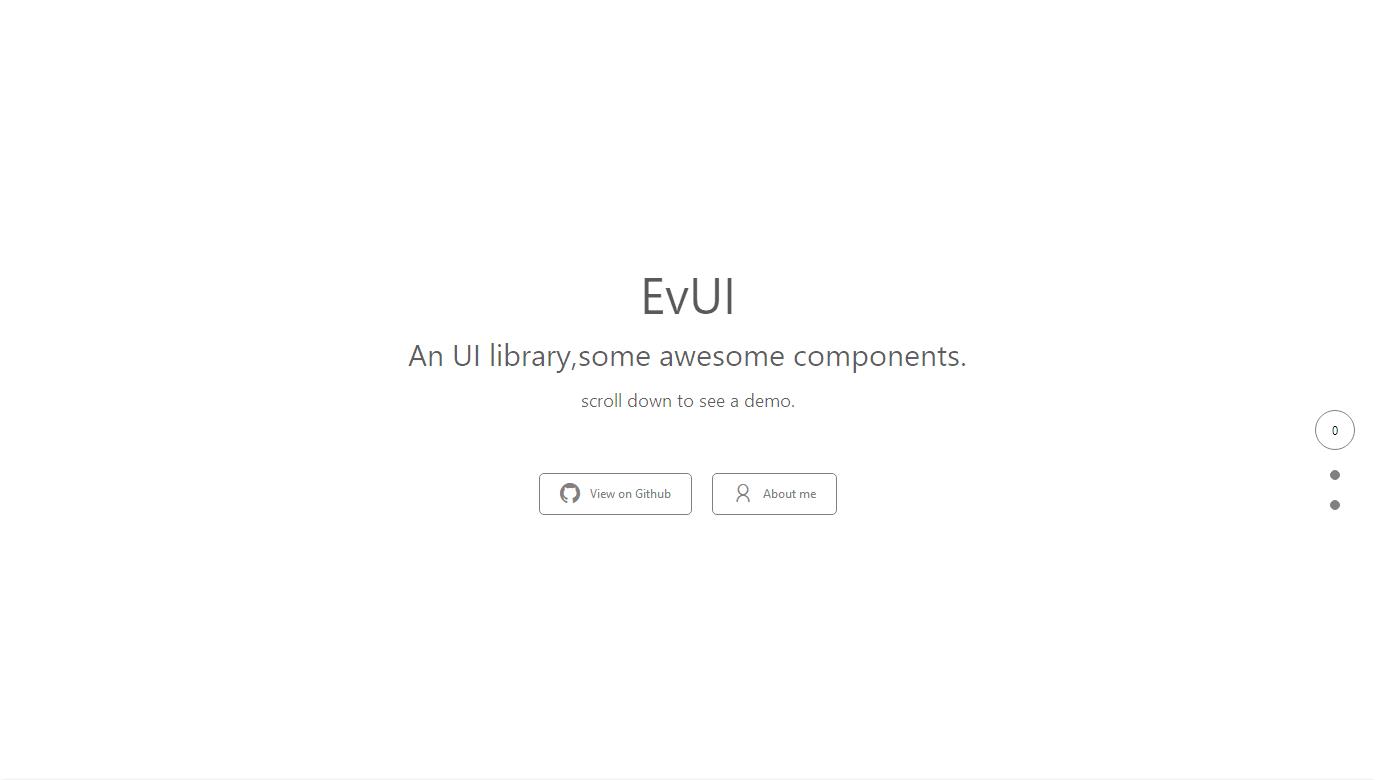 EvUI
An UI library,some awesome components.
scroll down to see a demo.
0
View on Github
About me